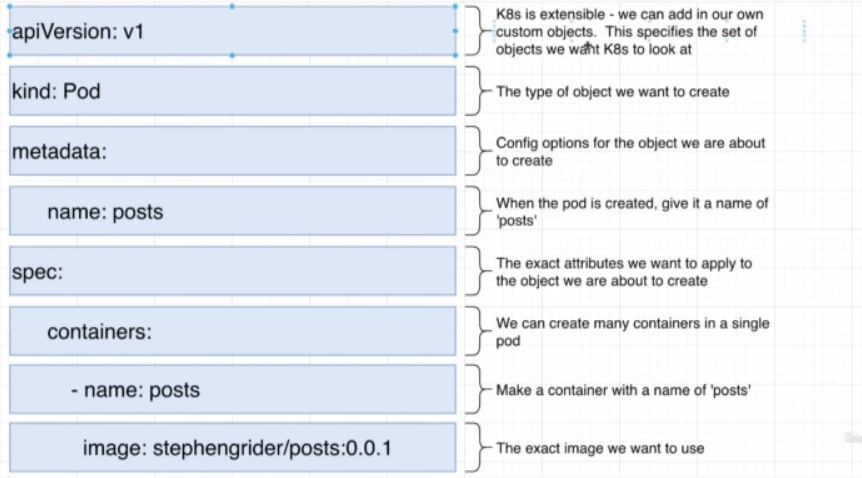 apiVersion: v1
K8s is extensible - we can add in our own
custom objects. This specifies the set of
objects we want K8s to look at
kind: Pod
The type of object we want to create
metadata:
Config options for the object we are about
to create
name: posts
When the pod is created, give it a name of
'posts'
spec:
The exact attributes we want to apply to
the object we are about to create
containers:
We can create many containers in a single
pod
- name: posts
Make a container with a name of 'posts'
image: stephengrider/posts:0.0.1
The exact image we want to use